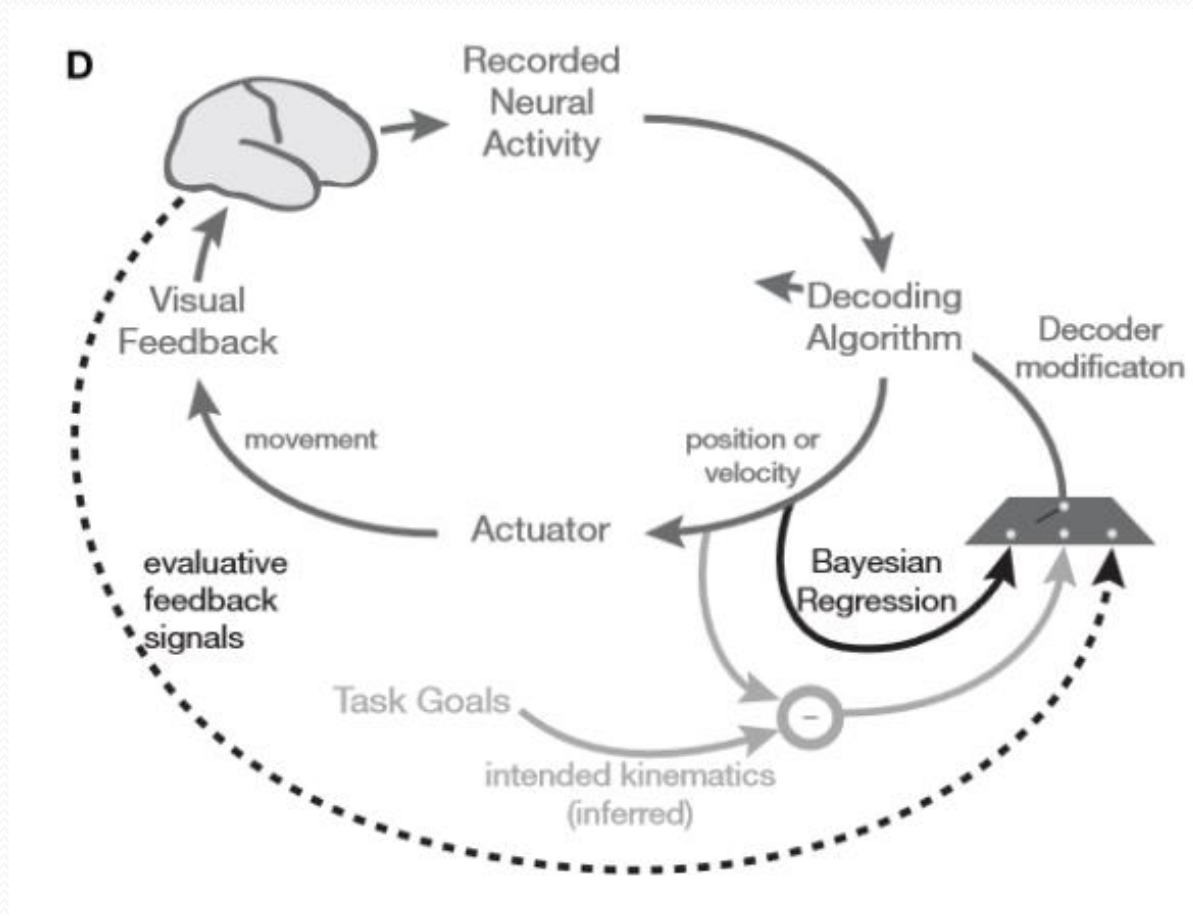 D
Recorded
Neural
Activity
Visual
Feedback
Decoding
Algorithm
Decoder
modificaton
movement
position or
velocity
Actuator
evaluative
feedback
signals
Bayesian
Regression
Task Goals
−
intended kinematics
(inferred)